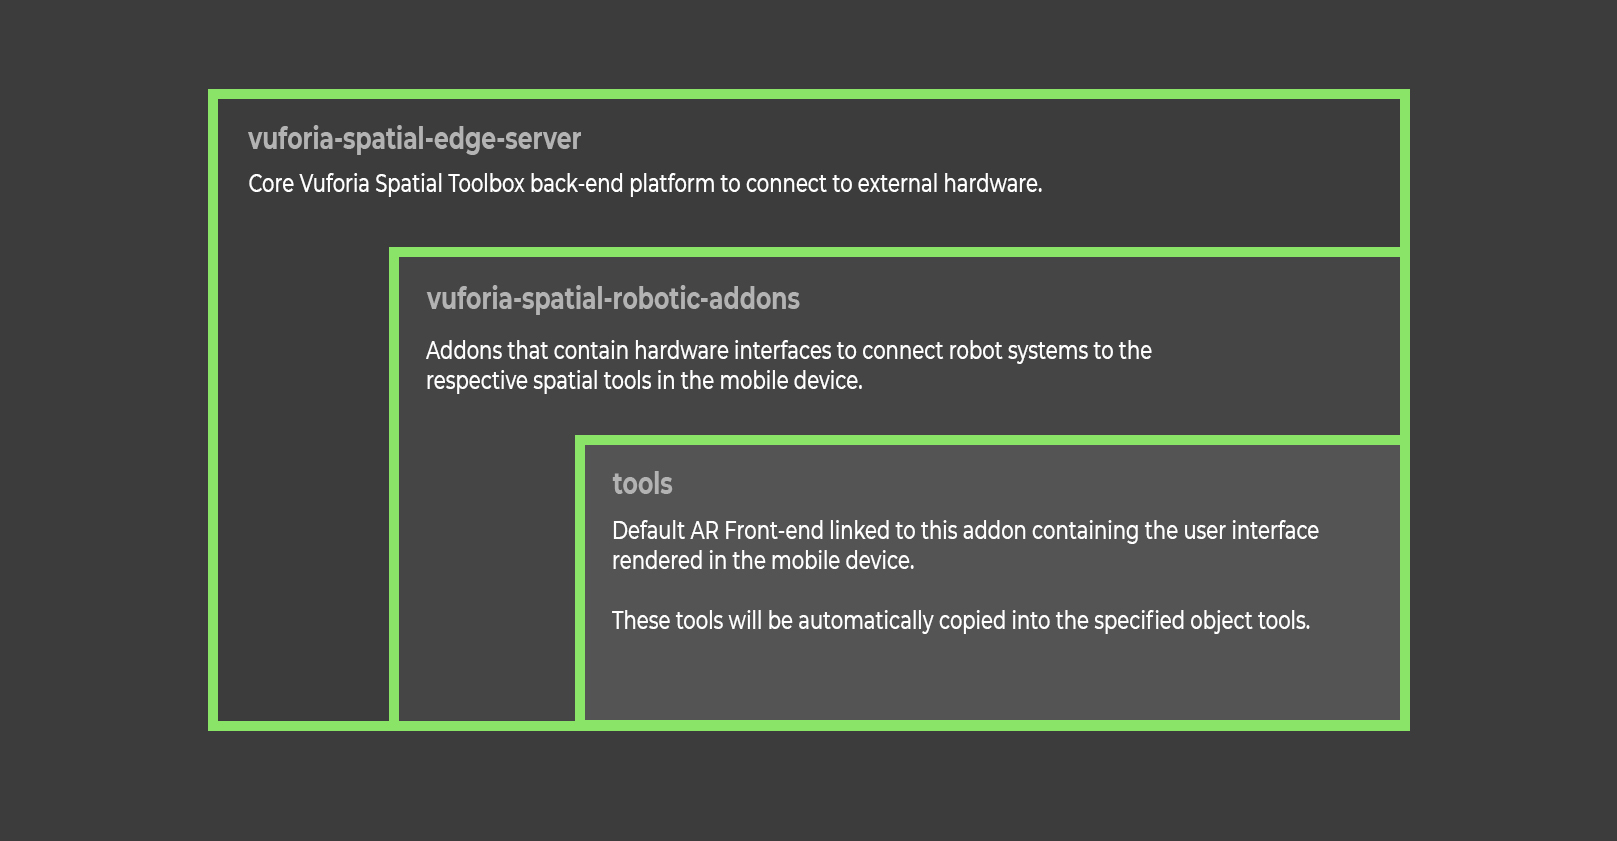 vuforia-spatial-edge-server
Core Vuforia Spatial Toolbox back-end platform to connect to external hardware.
vuforia-spatial-robotic-addons
Addons that contain hardware interfaces to connect robot systems to the
respective spatial tools in the mobile device.
tools
Default AR Front-end linked to this addon containing the user interface
rendered in the mobile device.
These tools will be automatically copied into the specified object tools.